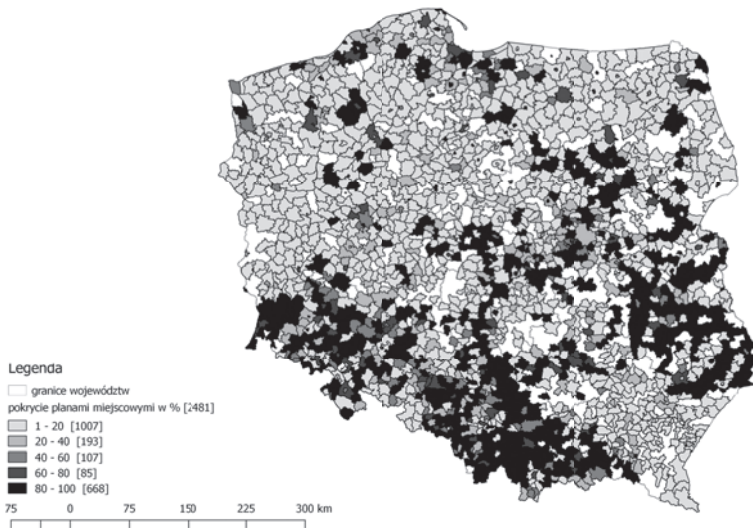 Legenda
granice województw
pokrycie planami miejscowymi w % [2481]
1 - 20 [1007]
20 - 40 [193]
40 - 60 [107]
60 - 80 [85]
80 - 100 [668]
75 0 75 150 225 300 km